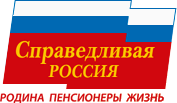 Справедливая
РОССИЯ
РОДИНА ПЕНСИОНЕРЫ ЖИЗНЬ